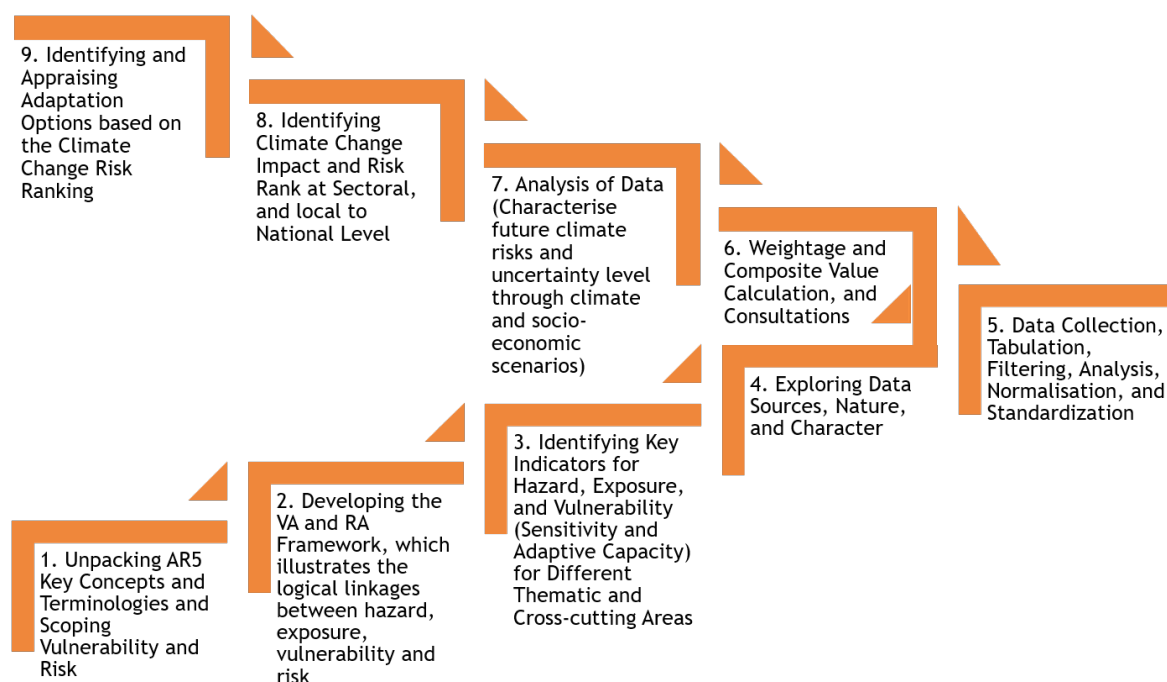 9. Identifying and
Appraising
Adaptation
Options based on
the Climate
Change Risk
Ranking
8. Identifying
Climate Change
Impact and Risk
Rank at Sectoral,
and local to
National Level
7. Analysis of Data
(Characterise
future climate
risks and
uncertainty level
through climate
and socio-
economic
scenarios)
6. Weightage and
Composite Value
Calculation, and
Consultations
5. Data Collection,
Tabulation,
Filtering, Analysis,
Normalisation, and
Standardization
4. Exploring Data
Sources, Nature,
and Character
3. Identifying Key
Indicators for
Hazard, Exposure,
and Vulnerability
(Sensitivity and
Adaptive Capacity)
for Different
Thematic and
Cross-cutting Areas
2. Developing the
VA and RA
Framework, which
illustrates the
logical linkages
between hazard,
exposure,
vulnerability and
risk
1. Unpacking AR5
Key Concepts and
Terminologies and
Scoping
Vulnerability and
Risk